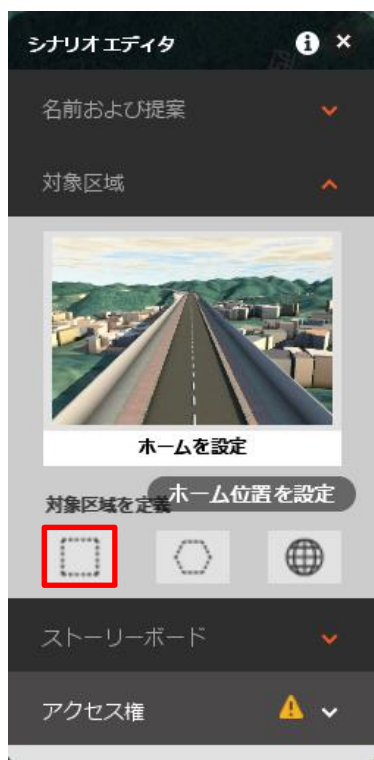 シナリオ エディタ
名前および提案
対象区域
ホームを設定
ホーム位置を設定
対象区域を定義
ストーリーボード
アクセス権